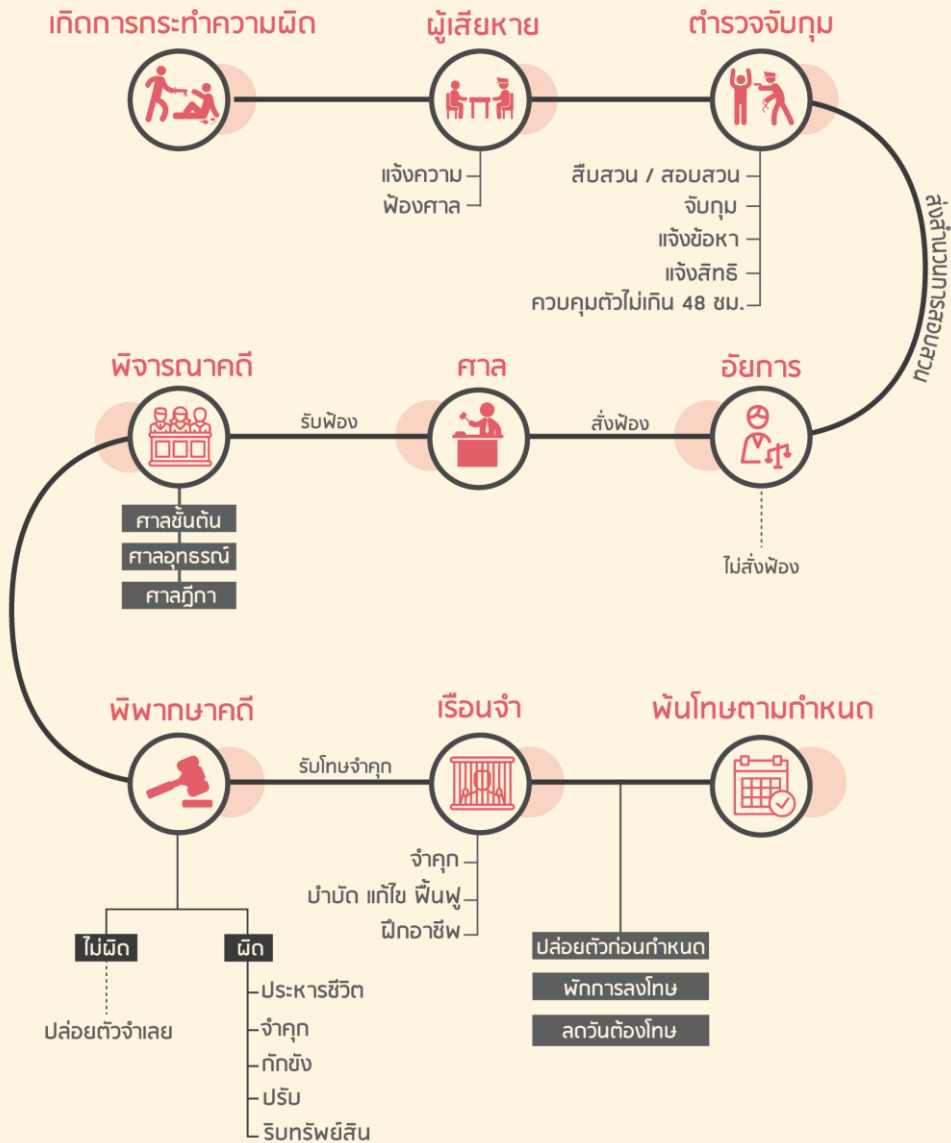 เกิดการกระทำความผิด
ผู้เสียหาย
ตำรวจจับกุม
แจ้งความ
ฟ้องศาล
สืบสวน / สอบสวน
จับกุม
แจ้งข้อหา
แจ้งสิทธิ
ควบคุมตัวไม่เกิน 48 ชม.
ส่งสำนวนการสอบสวน
พิจารณาคดี
ศาล
อัยการ
รับฟ้อง
สั่งฟ้อง
ศาลชั้นต้น
ศาลอุทธรณ์
ศาลฎีกา
ไม่สั่งฟ้อง
พิพากษาคดี
เรือนจำ
พ้นโทษตามกำหนด
รับโทษจำคุก
จำคุก
บำบัด แก้ไข ฟื้นฟู
ฝึกอาชีพ
ไม่ผิด
ผิด
ปล่อยตัวจำเลย
ประหารชีวิต
จำคุก
กักขัง
ปรับ
ริบทรัพย์สิน
ปล่อยตัวก่อนกำหนด
พักการลงโทษ
ลดวันต้องโทษ